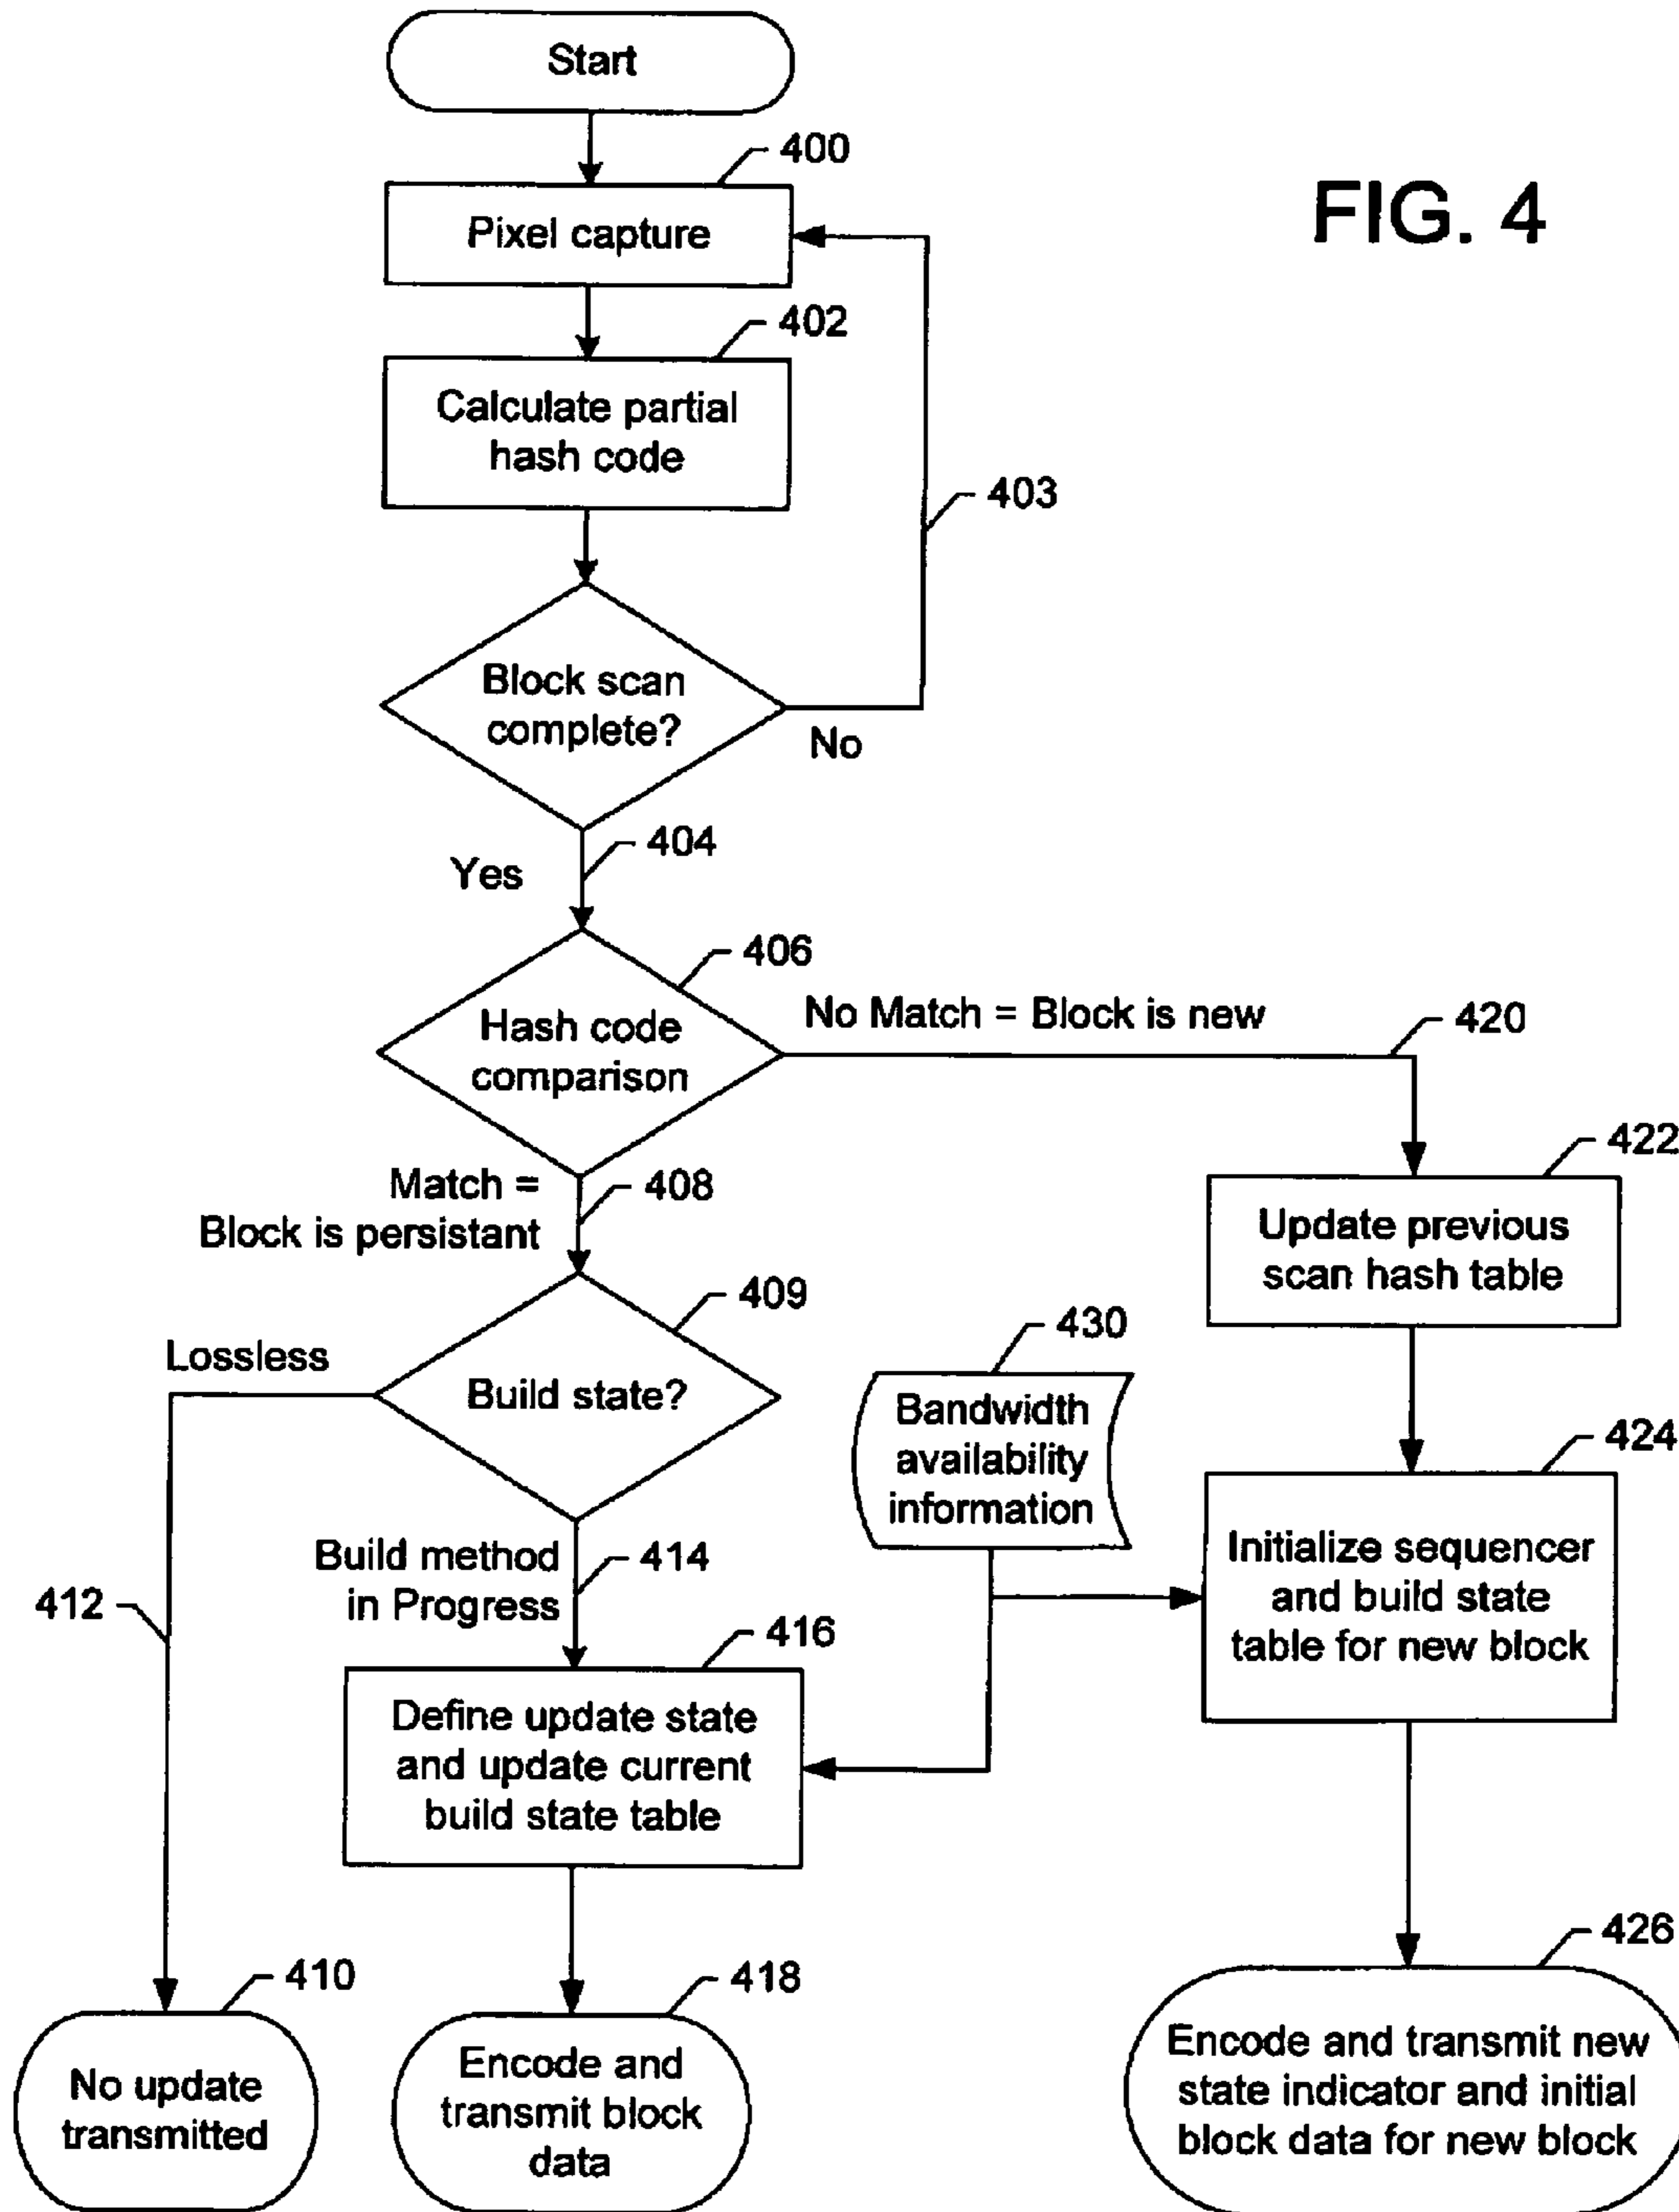 Start
400
FIG. 4
Pixel capture
402
Calculate partial
hash code
403
Block scan
complete?
No
404
Yes
406
Hash code
comparison
No Match = Block is new
420
Match =
Block is persistant
408
422
Update previous
scan hash table
409
Lossless
Build state?
430
Bandwidth
availability
information
424
Initialize sequencer
and build state
table for new block
Build method
in Progress
414
412
416
Define update state
and update current
build state table
410
No update
transmitted
418
Encode and
transmit block
data
426
Encode and transmit new
state indicator and initial
block data for new block